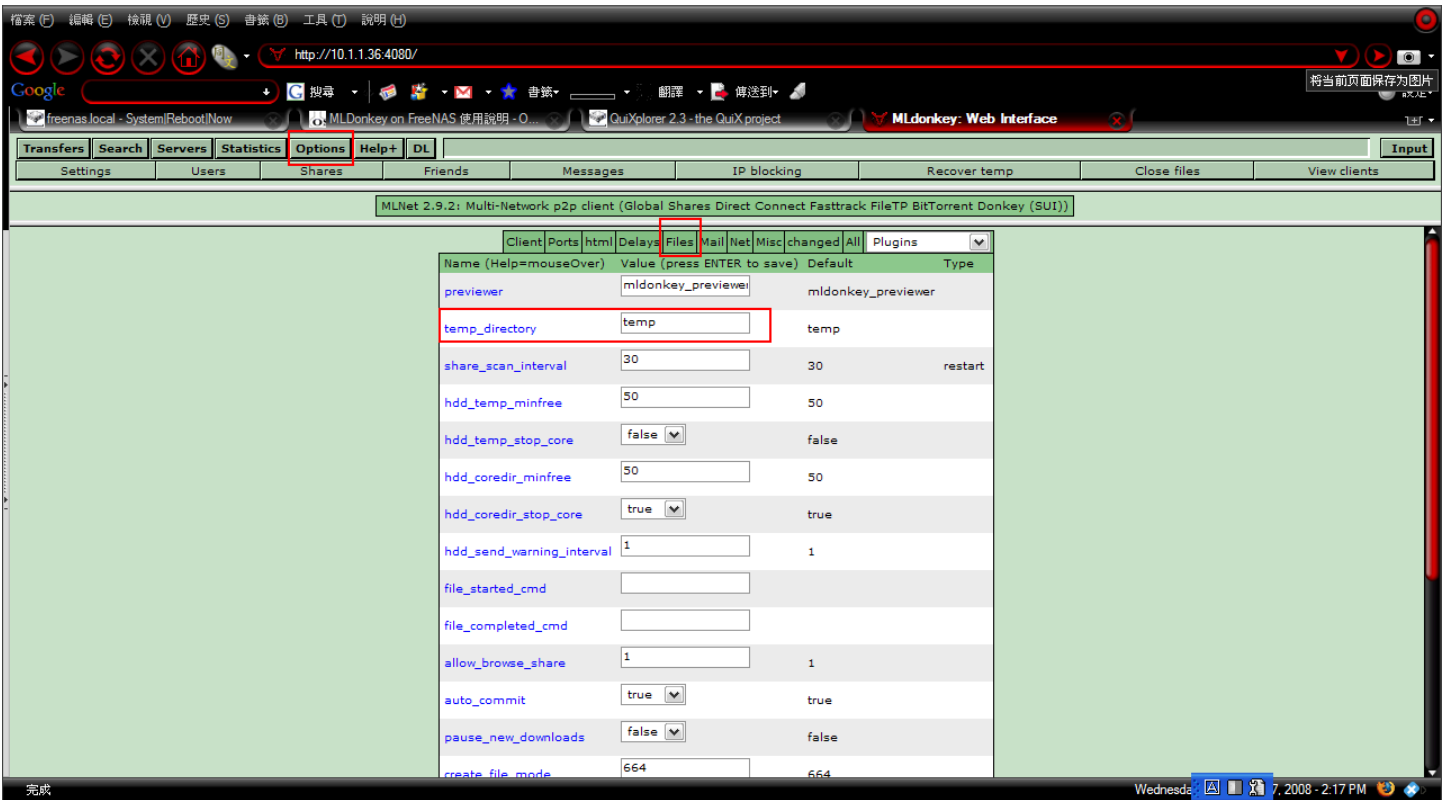 檔案(F) 編輯(E) 檢視(V) 歷史(S) 書籤(B) 工具(T) 說明(H)
http://10.1.1.36:4080/
Google 搜尋 書籤 翻譯 傳送到
将当前页面保存为图片
freenas.local - System|Reboot|Now MLDonkey on FreeNAS 使用說明 - O... QuiXplorer 2.3 - the QuiX project MLdonkey: Web Interface
Transfers Search Servers Statistics Options Help+ DL Input
Settings Users Shares Friends Messages IP blocking Recover temp Close files View clients
MLNet 2.9.2: Multi-Network p2p client (Global Shares Direct Connect Fasttrack FileTP BitTorrent Donkey (SUI))
Client Ports html Delays Files Mail Net Misc changed All Plugins
Name (Help=mouseOver) Value (press ENTER to save) Default Type
previewer mldonkey_previewer mldonkey_previewer
temp_directory temp temp
share_scan_interval 30 30 restart
hdd_temp_minfree 50 50
hdd_temp_stop_core false false
hdd_coredir_minfree 50 50
hdd_coredir_stop_core true true
hdd_send_warning_interval 1 1
file_started_cmd
file_completed_cmd
allow_browse_share 1 1
auto_commit true true
pause_new_downloads false false
create_file_mode 664 664
完成 Wednesda A 7, 2008 - 2:17 PM